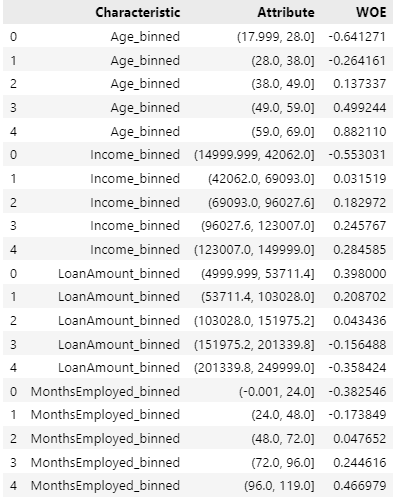 Characteristic Attribute WOE
0 Age_binned (17.999, 28.0] -0.641271
1 Age_binned (28.0, 38.0] -0.264161
2 Age_binned (38.0, 49.0] 0.137337
3 Age_binned (49.0, 59.0] 0.499244
4 Age_binned (59.0, 69.0] 0.882110
0 Income_binned (14999.999, 42062.0] -0.553031
1 Income_binned (42062.0, 69093.0] 0.031519
2 Income_binned (69093.0, 96027.6] 0.182972
3 Income_binned (96027.6, 123007.0] 0.245767
4 Income_binned (123007.0, 149999.0] 0.284585
0 LoanAmount_binned (4999.999, 53711.4] 0.398000
1 LoanAmount_binned (53711.4, 103028.0] 0.208702
2 LoanAmount_binned (103028.0, 151975.2] 0.043436
3 LoanAmount_binned (151975.2, 201339.8] -0.156488
4 LoanAmount_binned (201339.8, 249999.0] -0.358424
0 MonthsEmployed_binned (-0.001, 24.0] -0.382546
1 MonthsEmployed_binned (24.0, 48.0] -0.173849
2 MonthsEmployed_binned (48.0, 72.0] 0.047652
3 MonthsEmployed_binned (72.0, 96.0] 0.244616
4 MonthsEmployed_binned (96.0, 119.0] 0.466979